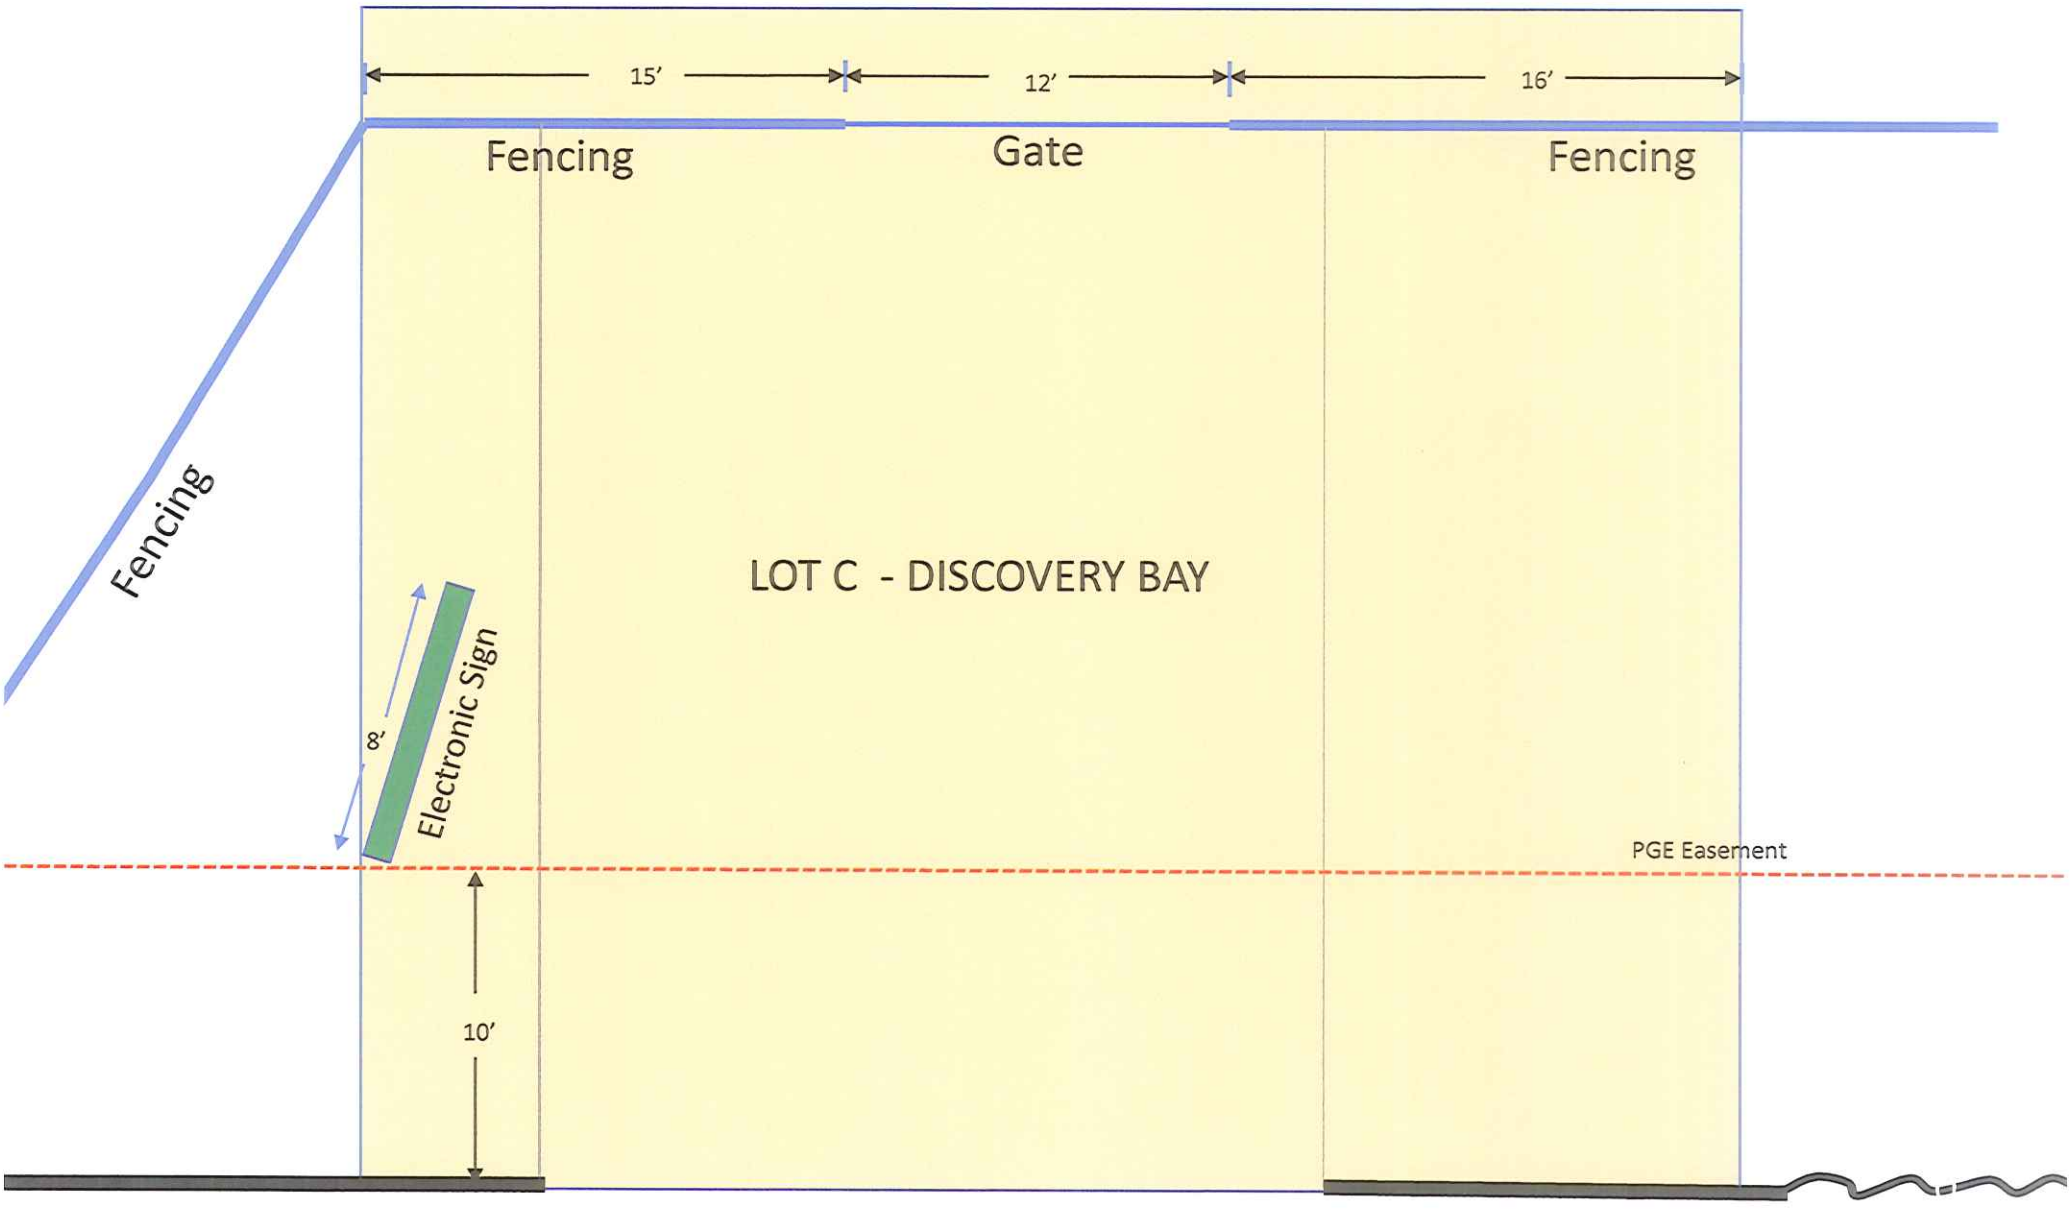 15’ 12’ 16’
Fencing Gate Fencing
Fencing
LOT C - DISCOVERY BAY
8’
Electronic Sign
PGE Easement
10’